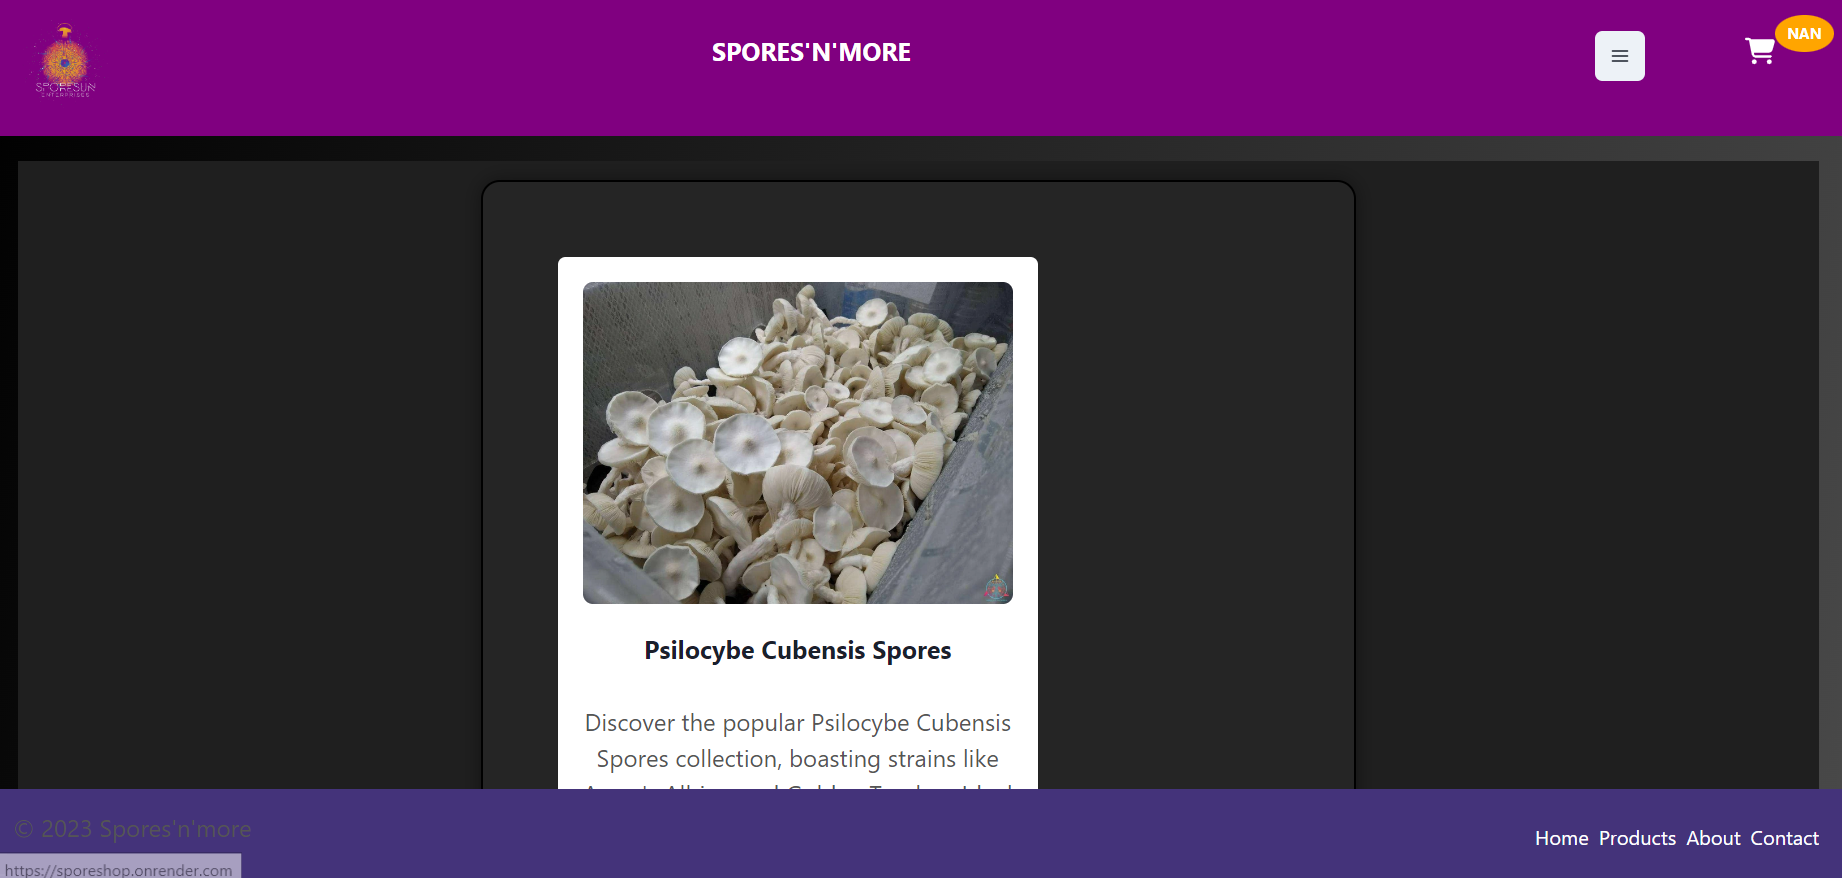 SPORES'N'MORE
NAN
SPORESUN
ENTERPRISES
Psilocybe Cubensis Spores
Discover the popular Psilocybe Cubensis
Spores collection, boasting strains like
© 2023 Spores'n'more
Home Products About Contact
https://sporeshop.onrender.com